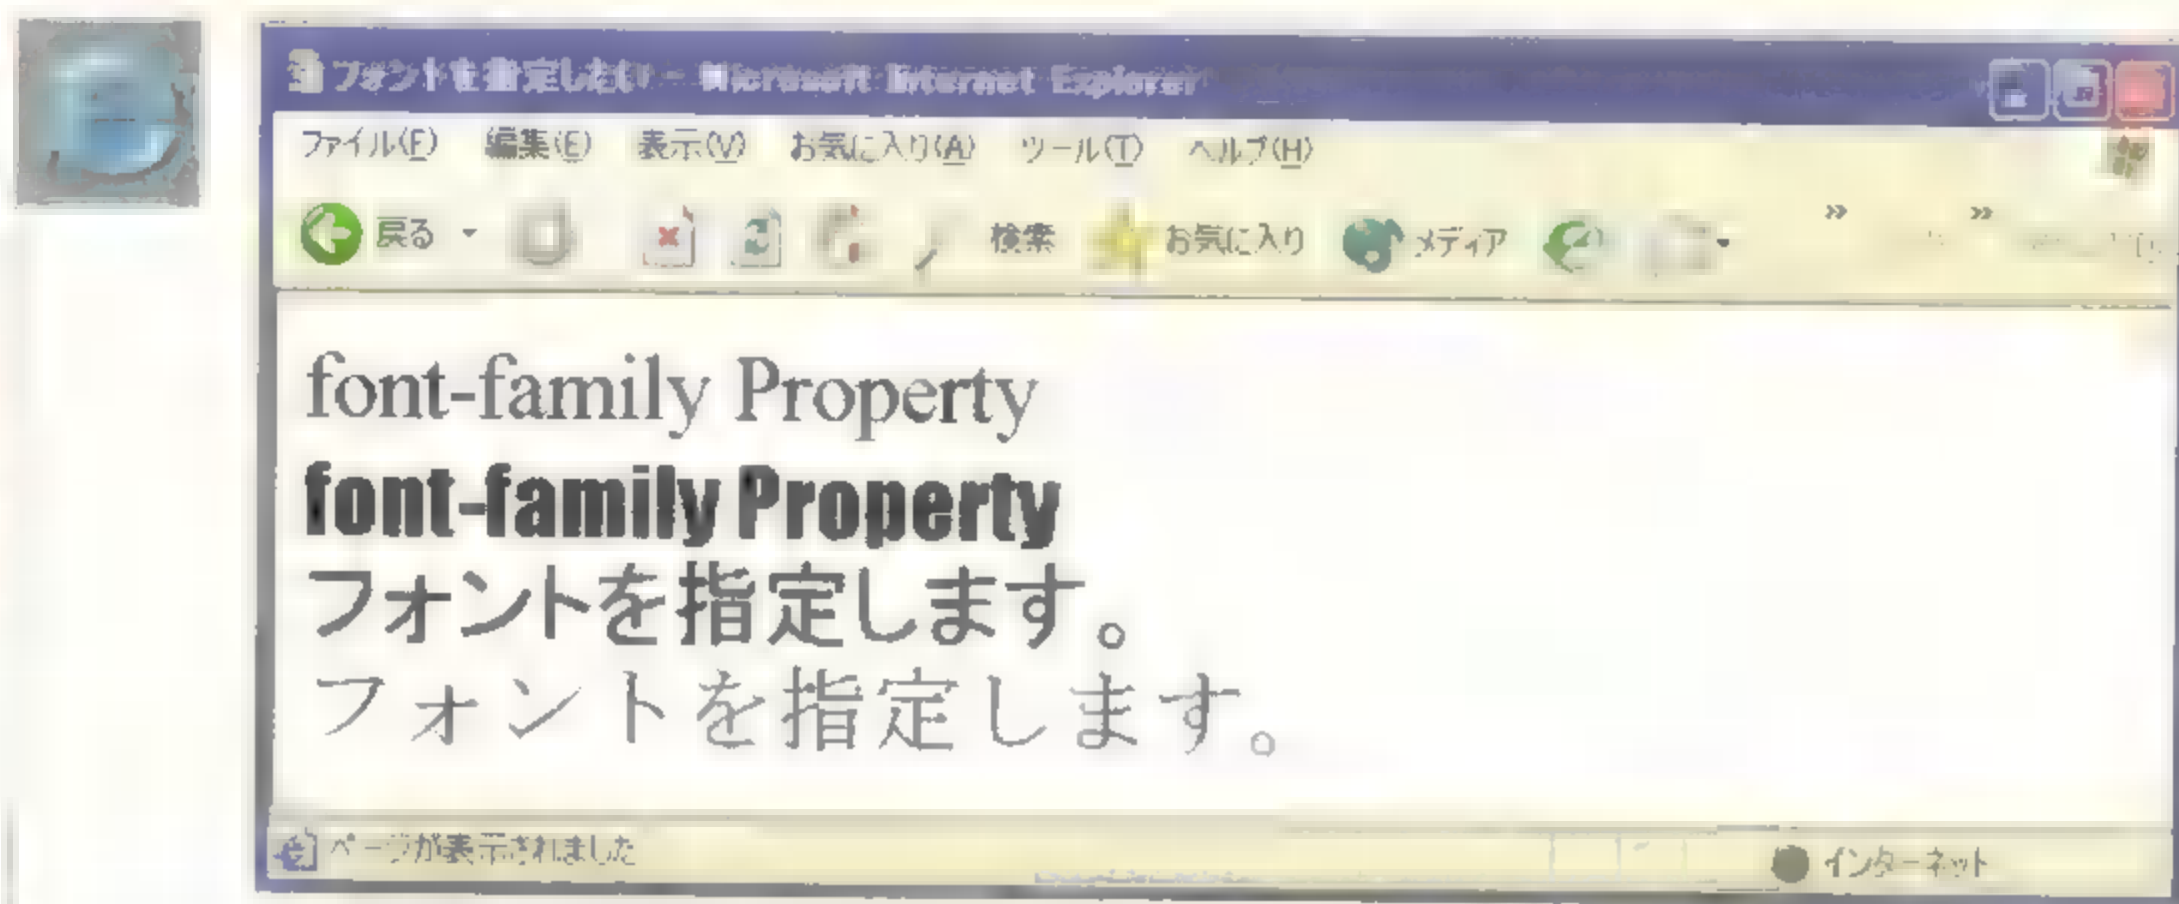 フォントを指定したい - Microsoft Internet Explorer
ファイル(F) 編集(E) 表示(V) お気に入り(A) ツール(T) ヘルプ(H)
戻る 検索 お気に入り メディア » »
font-family Property
font-family Property
フォントを指定します。
フォントを指定します。
ページが表示されました インターネット